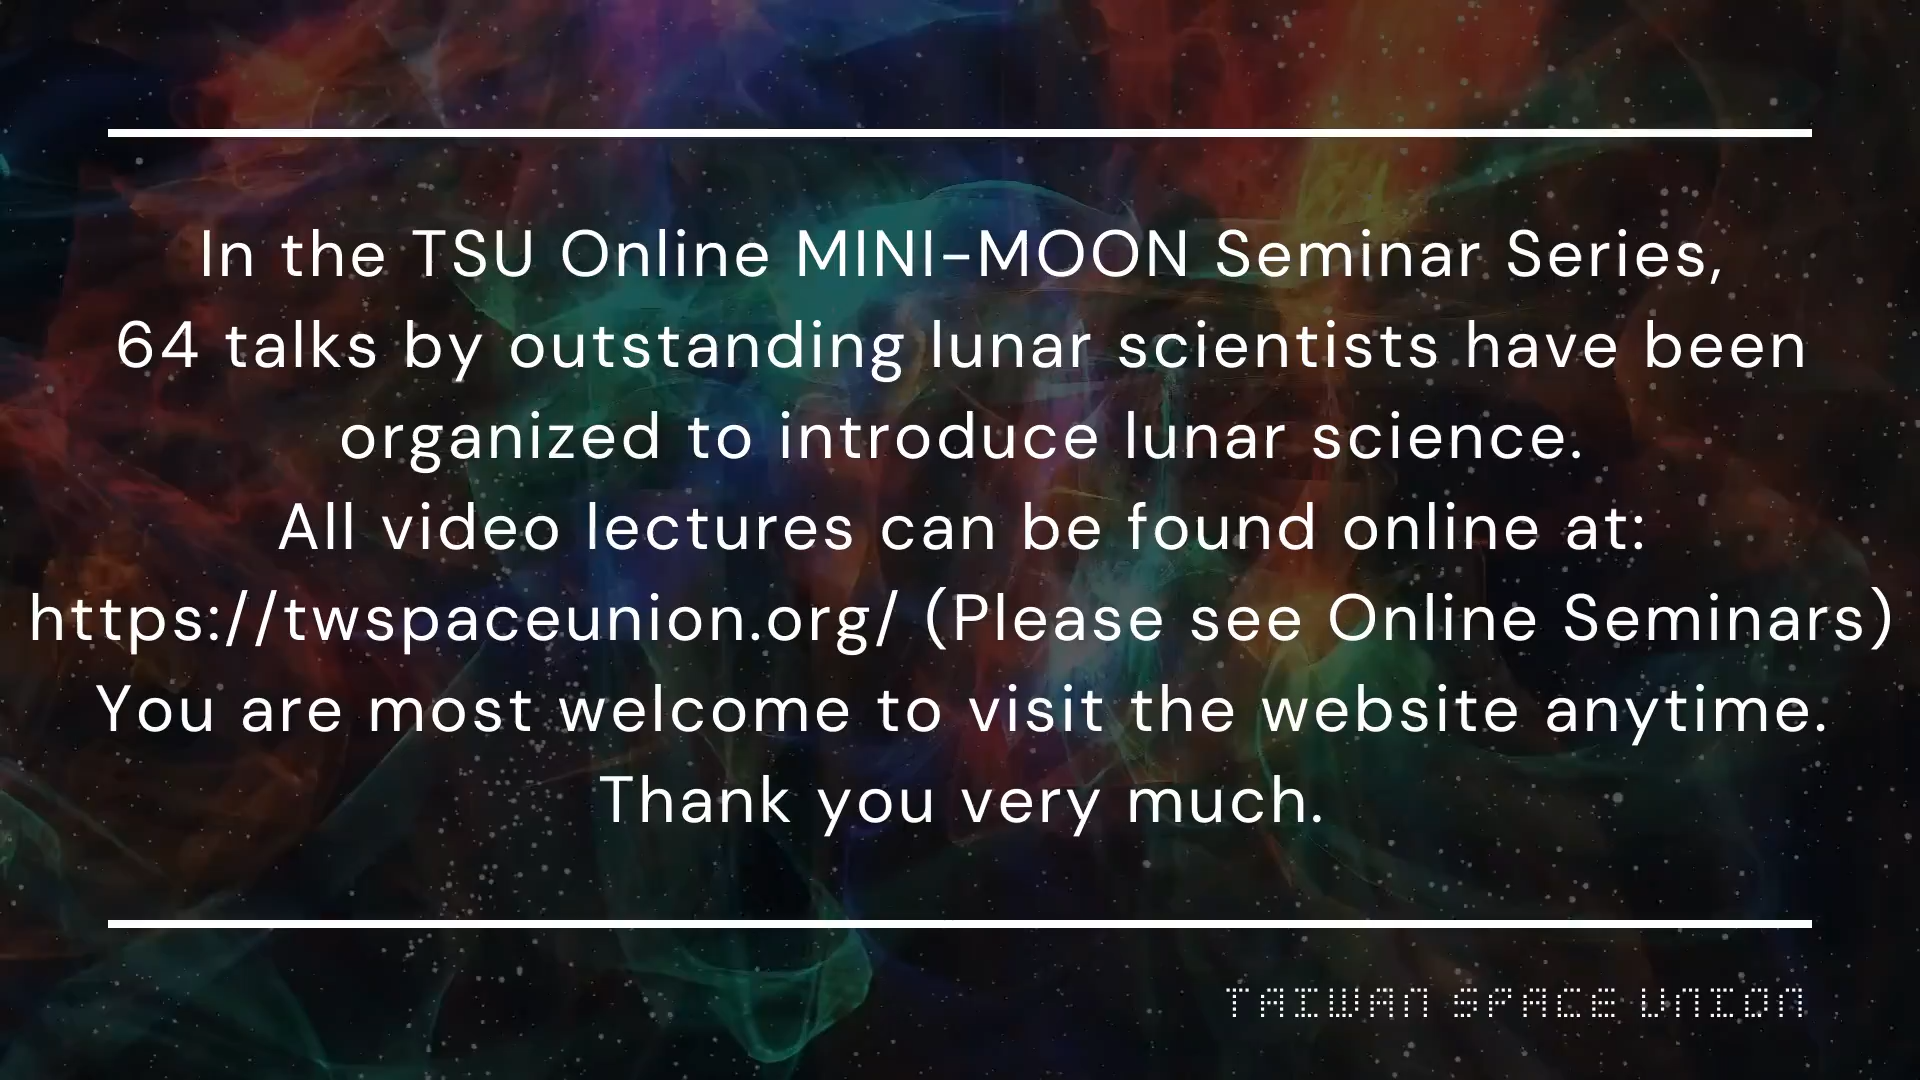 In the TSU Online MINI-MOON Seminar Series,
64 talks by outstanding lunar scientists have been
organized to introduce lunar science.
All video lectures can be found online at:
https://twspaceunion.org/ (Please see Online Seminars)
You are most welcome to visit the website anytime.
Thank you very much.
TAIWAN SPACE UNION